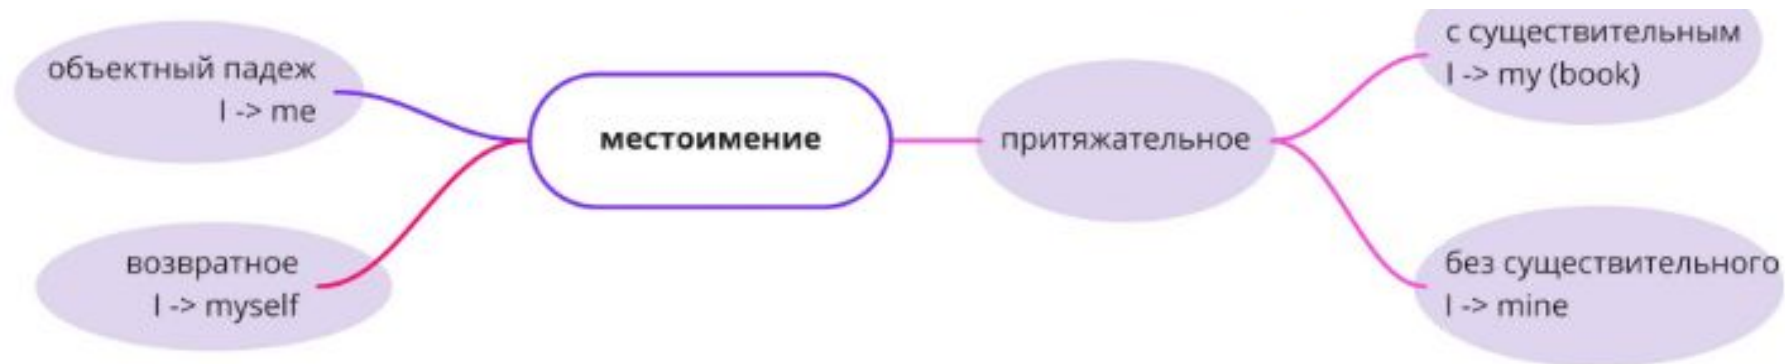 объектный падеж
I -> me
возвратное
I -> myself
местоимение
притяжательное
с существительным
I -> my (book)
без существительного
I -> mine